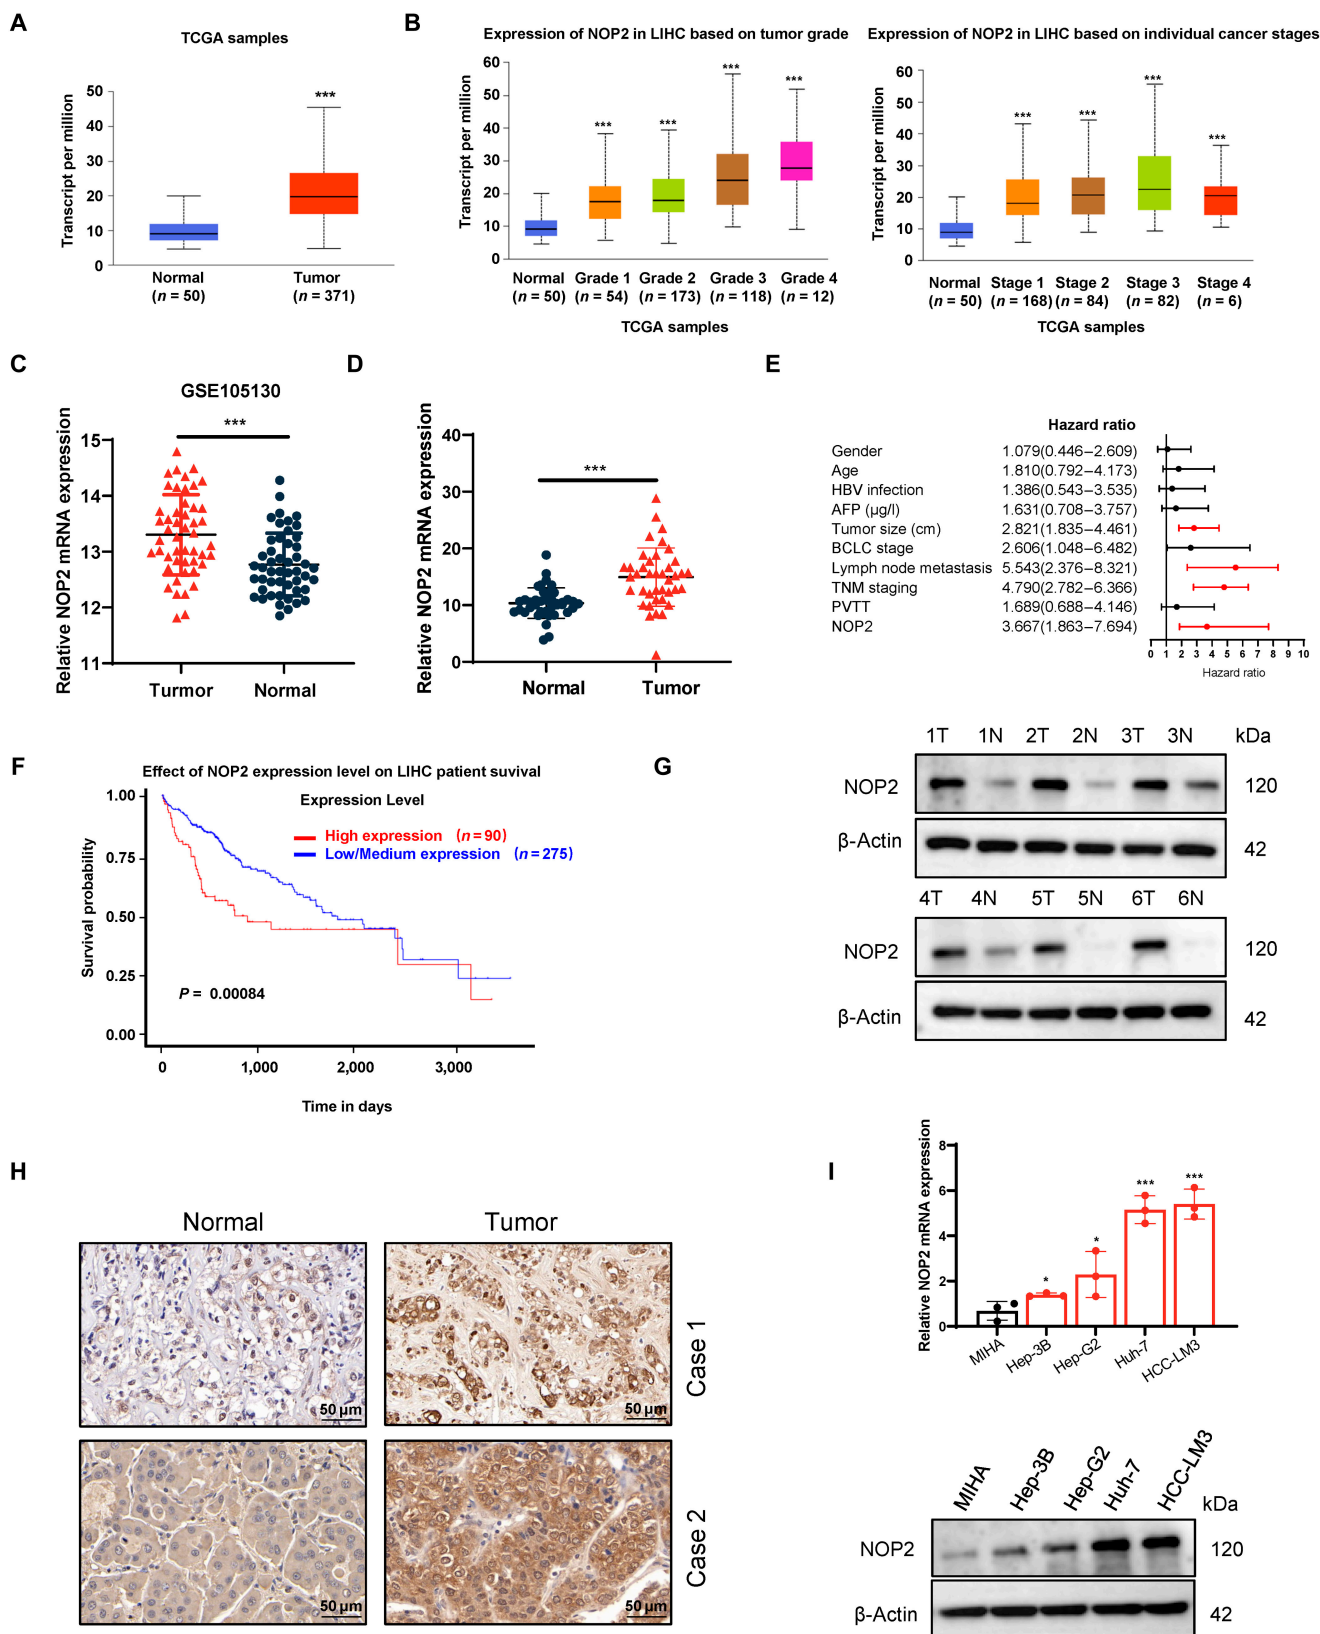 A
TCGA samples
Transcript per million
50
40
30
20
10
0
***
Normal
(n = 50)
Tumor
(n = 371)
B
Expression of NOP2 in LIHC based on tumor grade
Transcript per million
60
50
40
30
20
10
0
*** *** *** ***
Normal Grade 1 Grade 2 Grade 3 Grade 4
(n = 50) (n = 54) (n = 173) (n = 118) (n = 12)
TCGA samples
Expression of NOP2 in LIHC based on individual cancer stages
Transcript per million
60
50
40
30
20
10
0
*** *** *** ***
Normal Stage 1 Stage 2 Stage 3 Stage 4
(n = 50) (n = 168) (n = 84) (n = 82) (n = 6)
TCGA samples
C
GSE105130
Relative NOP2 mRNA expression
15
14
13
12
11
***
Turmor Normal
D
Relative NOP2 mRNA expression
40
30
20
10
0
***
Normal Tumor
E
Hazard ratio
Gender 1.079(0.446–2.609)
Age 1.810(0.792–4.173)
HBV infection 1.386(0.543–3.535)
AFP (µg/l) 1.631(0.708–3.757)
Tumor size (cm) 2.821(1.835–4.461)
BCLC stage 2.606(1.048–6.482)
Lymph node metastasis 5.543(2.376–8.321)
TNM staging 4.790(2.782–6.366)
PVTT 1.689(0.688–4.146)
NOP2 3.667(1.863–7.694)
0 1 2 3 4 5 6 7 8 9 10
Hazard ratio
F
Effect of NOP2 expression level on LIHC patient suvival
Expression Level
High expression (n = 90)
Low/Medium expression (n = 275)
Survival probability
1.00
0.75
0.50
0.25
0.00
P = 0.00084
0 1,000 2,000 3,000
Time in days
G
1T 1N 2T 2N 3T 3N kDa
NOP2 120
β-Actin 42
4T 4N 5T 5N 6T 6N
NOP2 120
β-Actin 42
H
Normal Tumor
50 µm 50 µm
Case 1
50 µm 50 µm
Case 2
I
Relative NOP2 mRNA expression
8
6
4
2
0
* * *** ***
MIHA Hep-3B Hep-G2 Huh-7 HCC-LM3
MIHA Hep-3B Hep-G2 Huh-7 HCC-LM3 kDa
NOP2 120
β-Actin 42